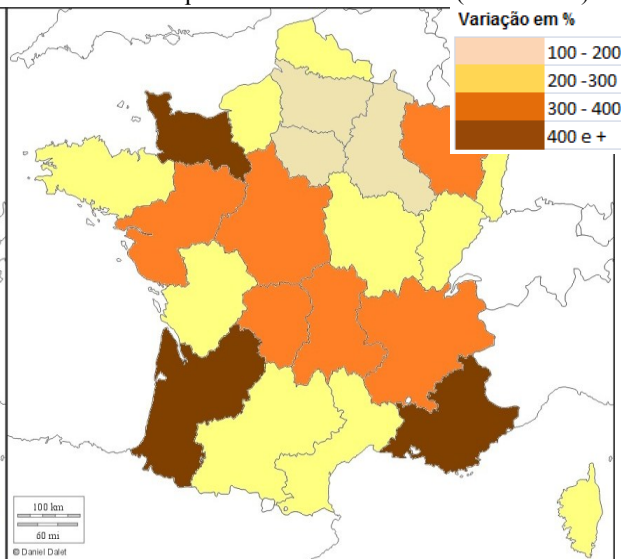 Variação em %
100 - 200
200 -300
300 - 400
400 e +
100 km
60 mi
© Daniel Dalet